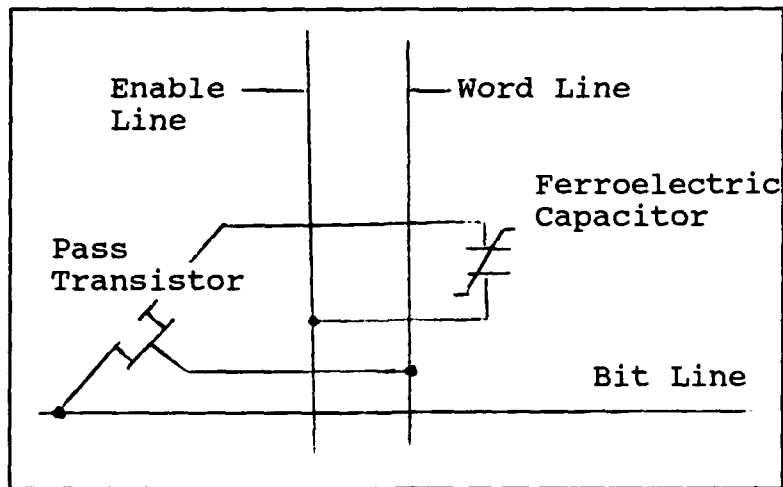 Enable
Line
Word Line
Ferroelectric
Capacitor
Pass
Transistor
Bit Line